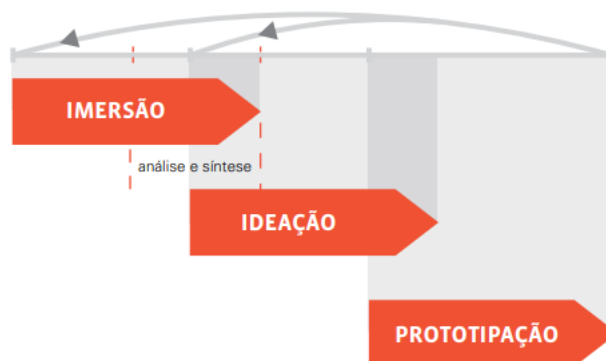 IMERSÃO
análise e síntese
IDEAÇÃO
PROTOTIPAÇÃO